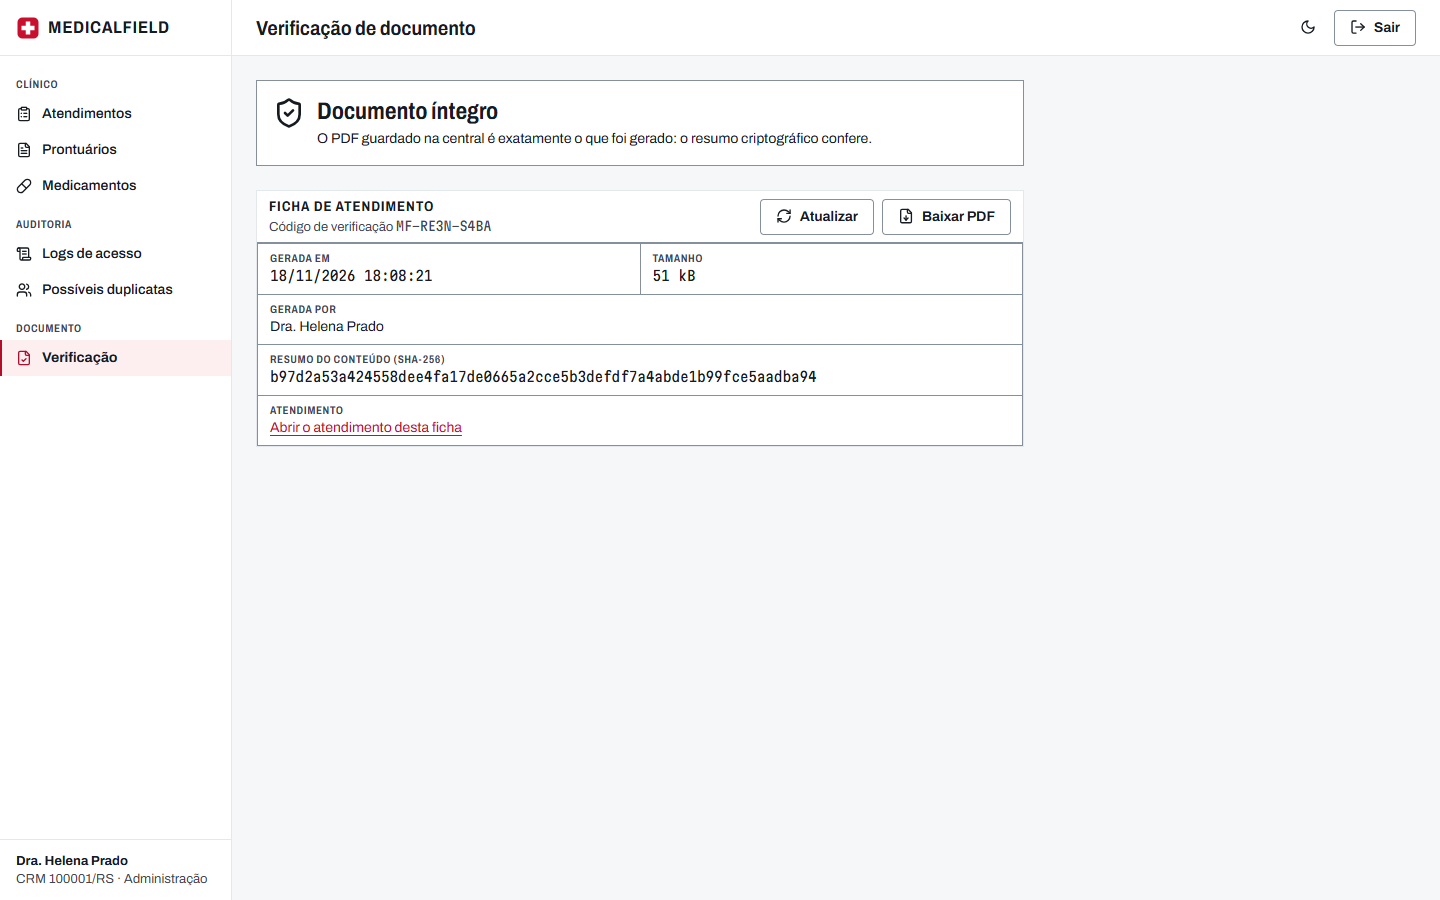 MEDICALFIELD
Verificação de documento
Sair
CLÍNICO
Atendimentos
Prontuários
Medicamentos
AUDITORIA
Logs de acesso
Possíveis duplicatas
DOCUMENTO
Verificação
Documento íntegro
O PDF guardado na central é exatamente o que foi gerado: o resumo criptográfico confere.
FICHA DE ATENDIMENTO
Código de verificação MF-RE3N-S4BA
Atualizar
Baixar PDF
GERADA EM
18/11/2026 18:08:21
TAMANHO
51 kB
GERADA POR
Dra. Helena Prado
RESUMO DO CONTEÚDO (SHA-256)
b97d2a53a424558dee4fa17de0665a2cce5b3defdf7a4abde1b99fce5aadba94
ATENDIMENTO
Abrir o atendimento desta ficha
Dra. Helena Prado
CRM 100001/RS · Administração